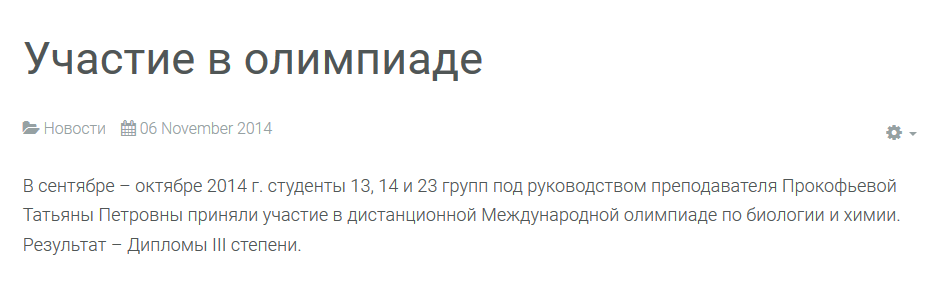 Участие в олимпиаде
Новости 06 November 2014
В сентябре – октябре 2014 г. студенты 13, 14 и 23 групп под руководством преподавателя Прокофьевой
Татьяны Петровны приняли участие в дистанционной Международной олимпиаде по биологии и химии.
Результат – Дипломы III степени.